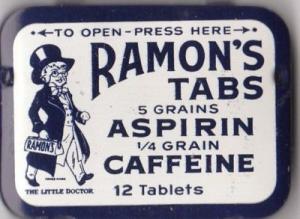 ←TO OPEN-PRESS HERE→
RAMON'S
TABS
5 GRAINS
ASPIRIN
1/4 GRAIN
CAFFEINE
12 Tablets
RAMON'S
THE LITTLE DOCTOR